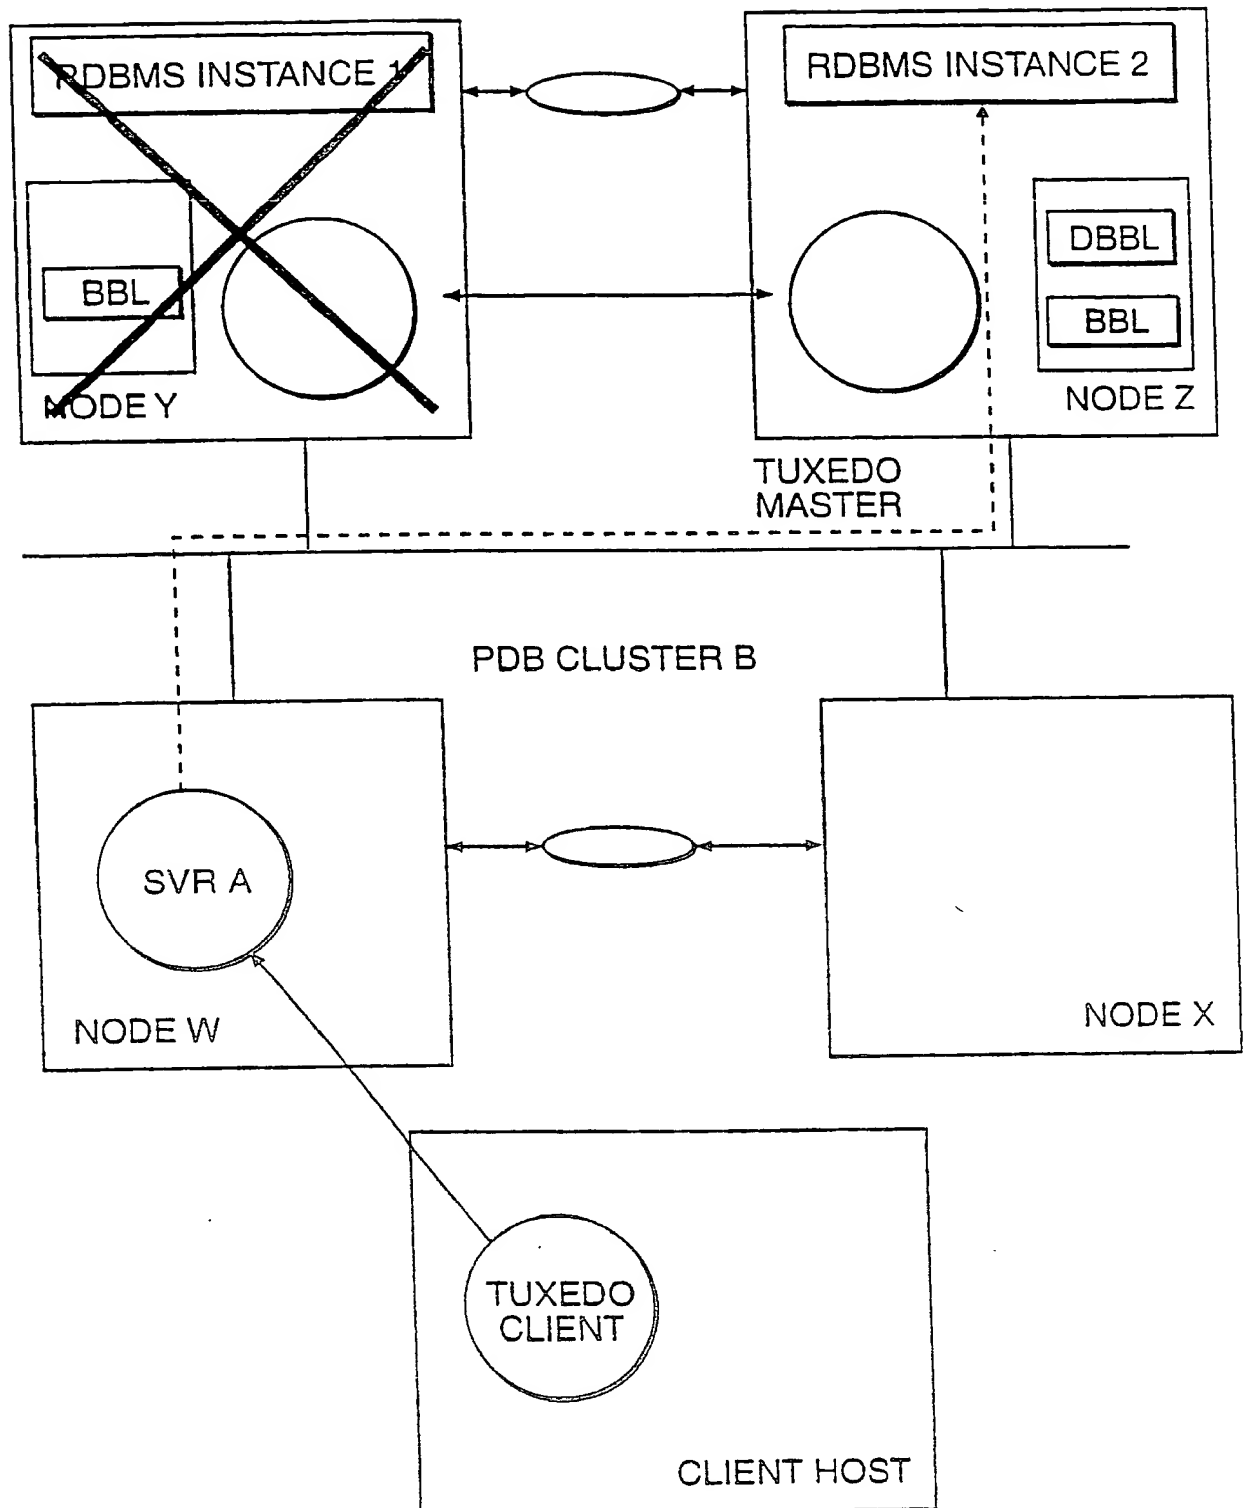 RDBMS INSTANCE 1
RDBMS INSTANCE 2
DBBL
BBL
BBL
NODE Y
NODE Z
TUXEDO
MASTER
PDB CLUSTER B
SVR A
NODE W
NODE X
TUXEDO
CLIENT
CLIENT HOST